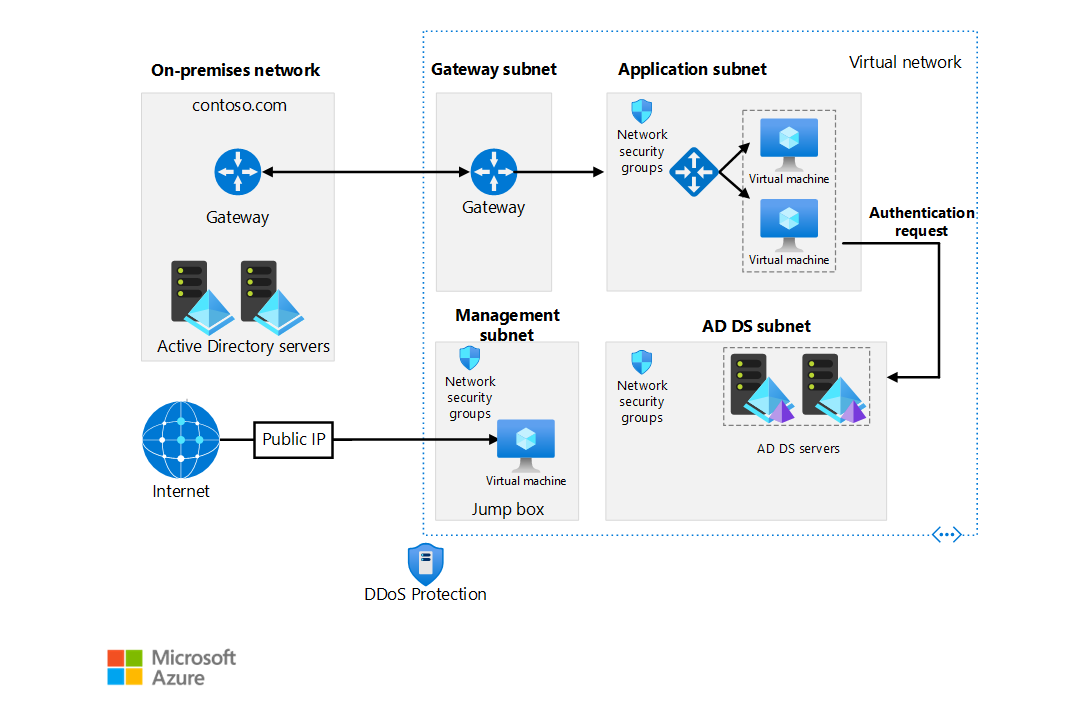 On-premises network
contoso.com
Gateway
Active Directory servers
Internet
Public IP
Virtual network
Gateway subnet
Gateway
Application subnet
Network
security
groups
Virtual machine
Virtual machine
Authentication
request
Management
subnet
Network
security
groups
Virtual machine
Jump box
AD DS subnet
Network
security
groups
AD DS servers
DDoS Protection
Microsoft
Azure